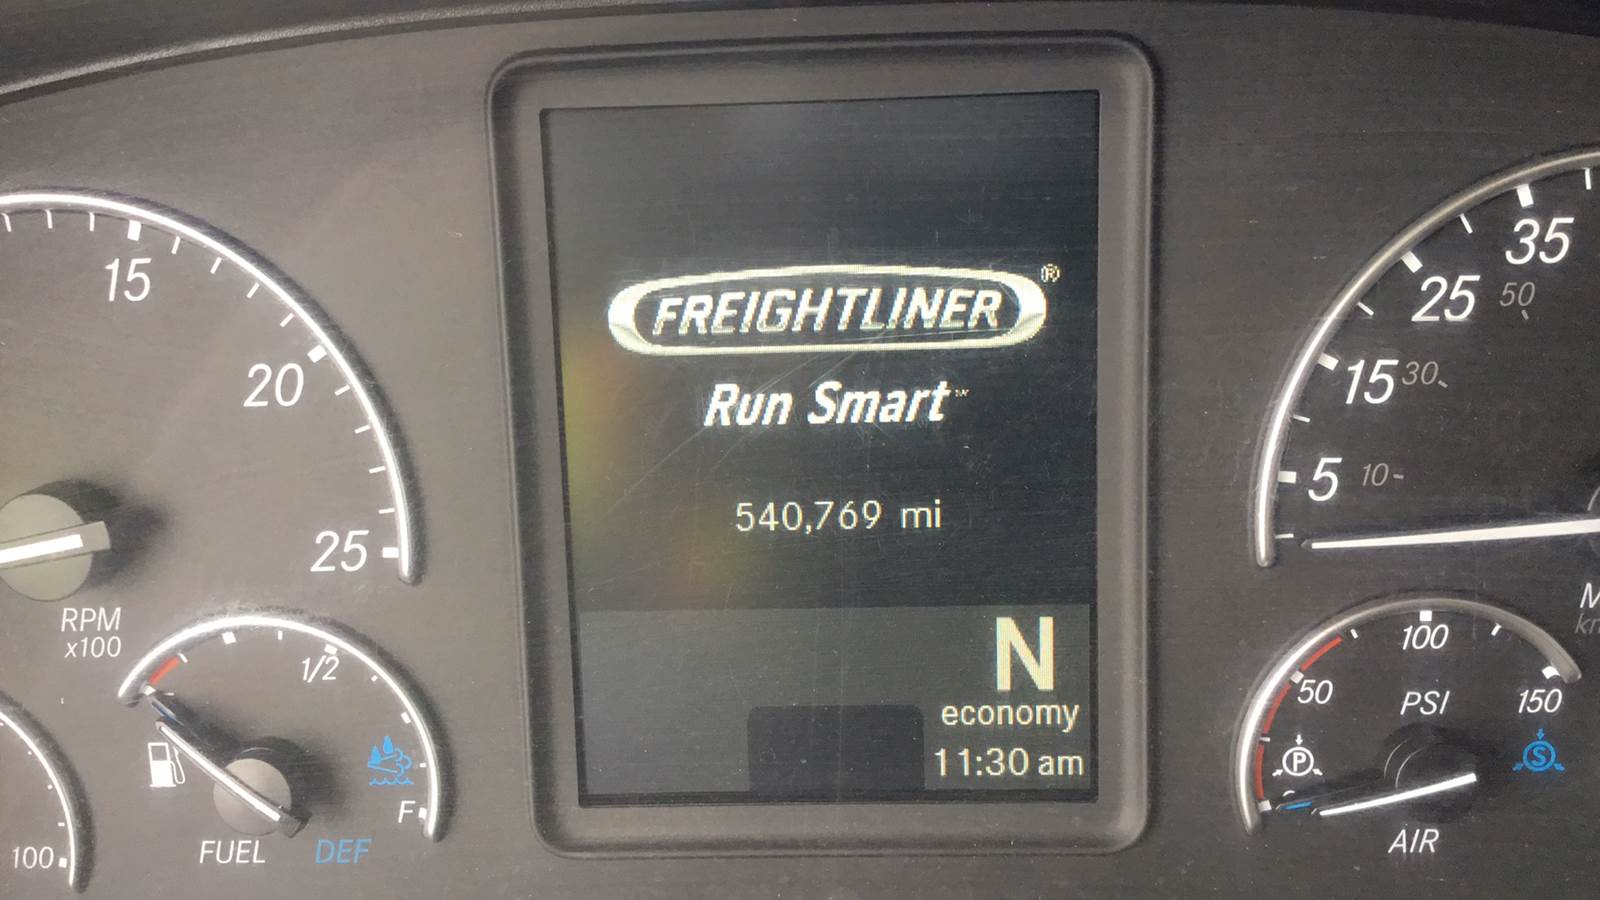 FREIGHTLINER®
Run Smart
540,769 mi
N
economy
11:30 am
15
20
25
RPM
x100
1/2
F
FUEL
DEF
100
35
25
50
15
30
5
10
50
100
150
PSI
P
S
AIR